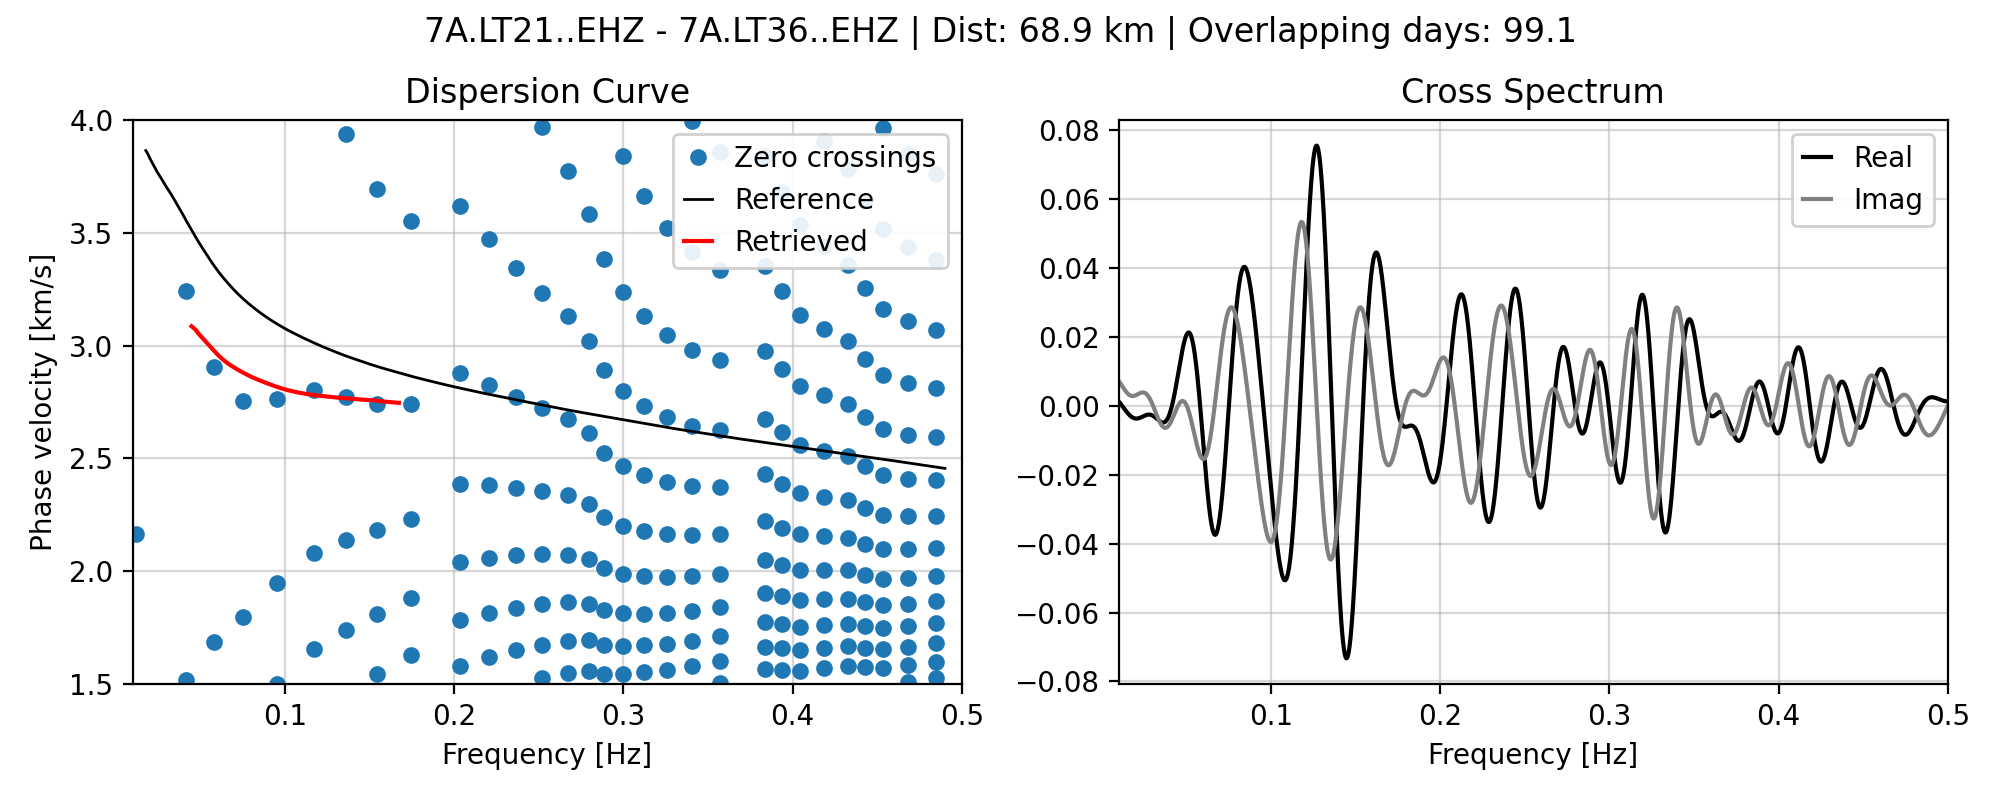 7A.LT21..EHZ - 7A.LT36..EHZ | Dist: 68.9 km | Overlapping days: 99.1
Dispersion Curve
4.0
3.5
3.0
2.5
2.0
1.5
Phase velocity [km/s]
Zero crossings
Reference
Retrieved
0.1 0.2 0.3 0.4 0.5
Frequency [Hz]
Cross Spectrum
0.08
0.06
0.04
0.02
0.00
−0.02
−0.04
−0.06
−0.08
Real
Imag
0.1 0.2 0.3 0.4 0.5
Frequency [Hz]